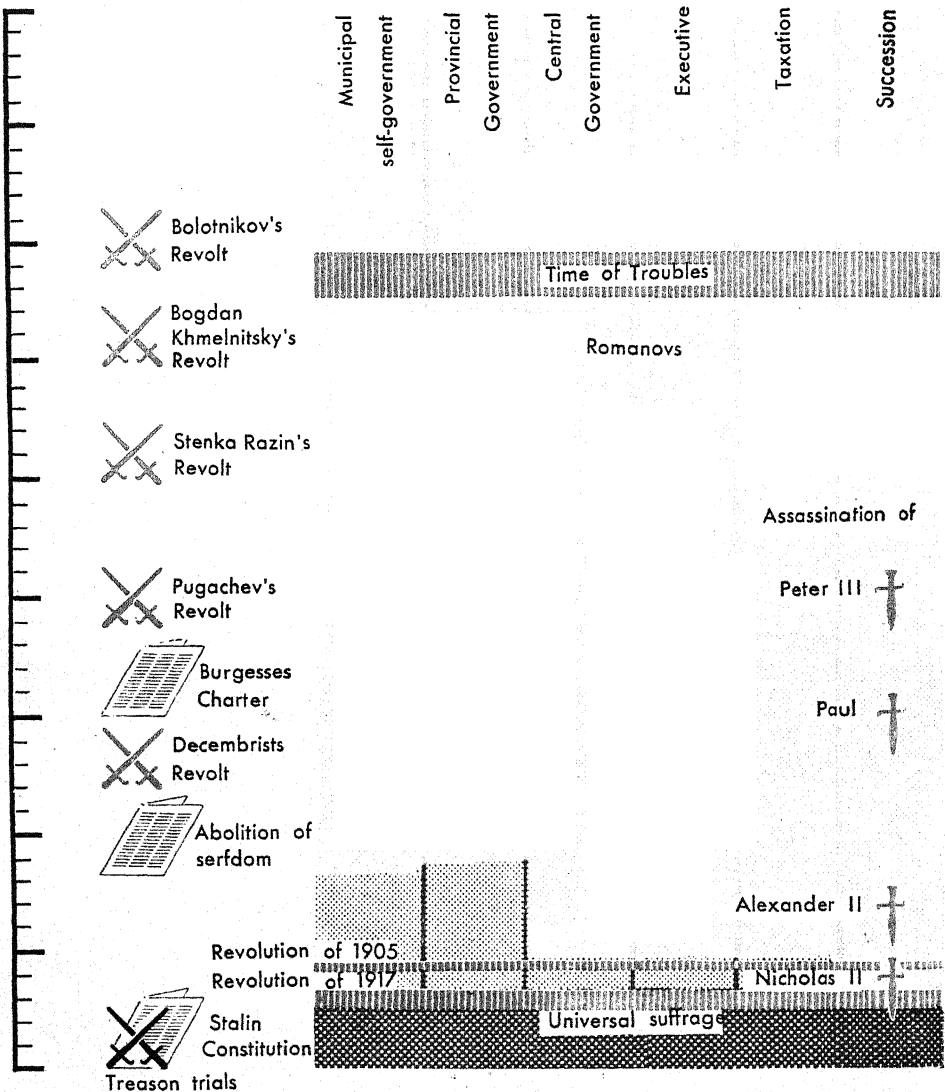 Municipal
self-government
Provincial
Government
Central
Government
Executive
Taxation
Succession
Bolotnikov's
Revolt
Time of Troubles
Bogdan
Khmelnitsky's
Revolt
Romanovs
Stenka Razin's
Revolt
Assassination of
Pugachev's
Revolt
Peter III
Burgesses
Charter
Paul
Decembrists
Revolt
Abolition of
serfdom
Alexander II
Revolution of 1905
Revolution of 1917
Nicholas II
Stalin
Constitution
Universal suffrage
Treason trials